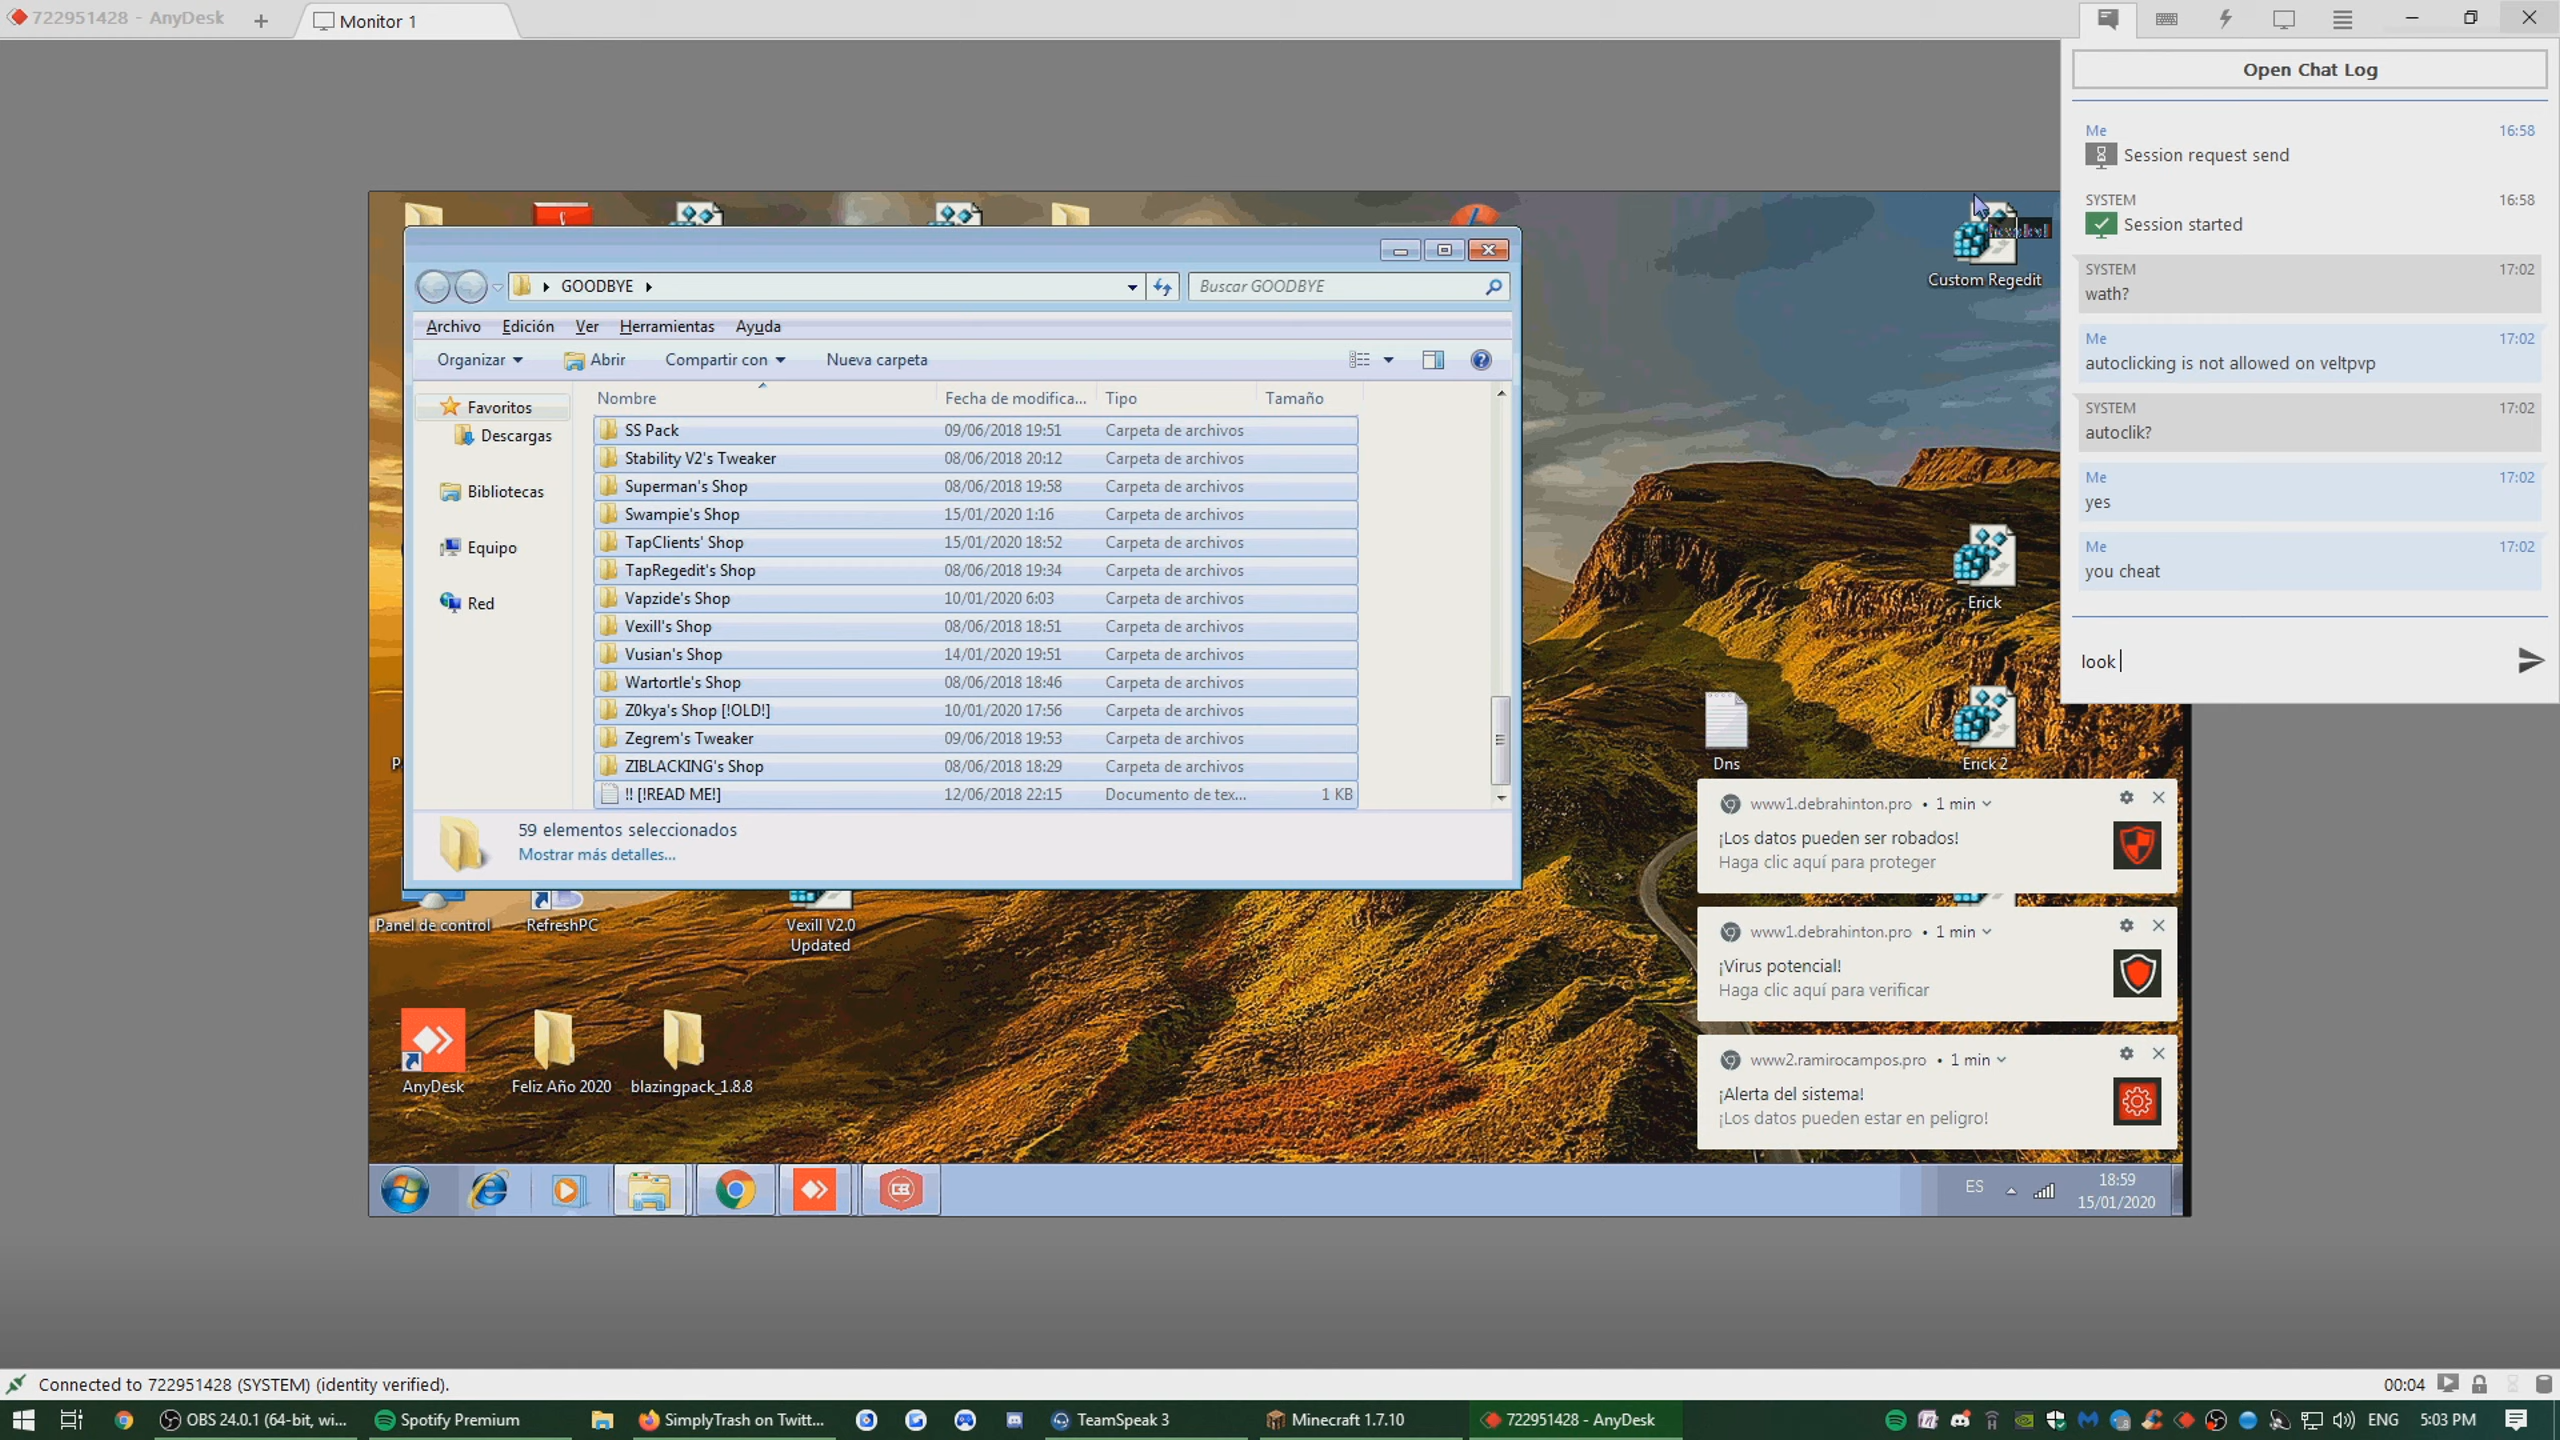 722951428 - AnyDesk
Monitor 1
Open Chat Log
Me 16:58
Session request send
SYSTEM 16:58
Session started
SYSTEM 17:02
wath?
Me 17:02
autoclicking is not allowed on veltpvp
SYSTEM 17:02
autoclik?
Me 17:02
yes
Me 17:02
you cheat
look
Custom Regedit
Erick
Dns
Erick 2
GOODBYE
Buscar GOODBYE
Archivo Edición Ver Herramientas Ayuda
Organizar Abrir Compartir con Nueva carpeta
Favoritos
Descargas
Bibliotecas
Equipo
Red
Nombre Fecha de modifica... Tipo Tamaño
SS Pack 09/06/2018 19:51 Carpeta de archivos
Stability V2's Tweaker 08/06/2018 20:12 Carpeta de archivos
Superman's Shop 08/06/2018 19:58 Carpeta de archivos
Swampie's Shop 15/01/2020 1:16 Carpeta de archivos
TapClients' Shop 15/01/2020 18:52 Carpeta de archivos
TapRegedit's Shop 08/06/2018 19:34 Carpeta de archivos
Vapzide's Shop 10/01/2020 6:03 Carpeta de archivos
Vexill's Shop 08/06/2018 18:51 Carpeta de archivos
Vusian's Shop 14/01/2020 19:51 Carpeta de archivos
Wartortle's Shop 08/06/2018 18:46 Carpeta de archivos
Z0kya's Shop [!OLD!] 10/01/2020 17:56 Carpeta de archivos
Zegrem's Tweaker 09/06/2018 19:53 Carpeta de archivos
ZIBLACKING's Shop 08/06/2018 18:29 Carpeta de archivos
!! [!READ ME!] 12/06/2018 22:15 Documento de tex... 1 KB
59 elementos seleccionados
Mostrar más detalles...
www1.debrahinton.pro • 1 min
¡Los datos pueden ser robados!
Haga clic aquí para proteger
www1.debrahinton.pro • 1 min
¡Virus potencial!
Haga clic aquí para verificar
www2.ramirocampos.pro • 1 min
¡Alerta del sistema!
¡Los datos pueden estar en peligro!
Panel de control
RefreshPC
Vexill V2.0
Updated
AnyDesk
Feliz Año 2020
blazingpack_1.8.8
ES
18:59
15/01/2020
Connected to 722951428 (SYSTEM) (identity verified).
00:04
OBS 24.0.1 (64-bit, wi...
Spotify Premium
SimplyTrash on Twitt...
TeamSpeak 3
Minecraft 1.7.10
722951428 - AnyDesk
ENG
5:03 PM